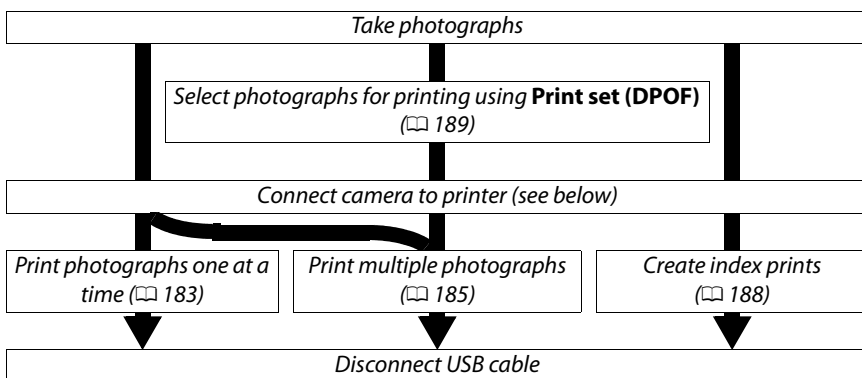 Take photographs
Select photographs for printing using Print set (DPOF)
(🕮 189)
Connect camera to printer (see below)
Print photographs one at a
time (🕮 183)
Print multiple photographs
(🕮 185)
Create index prints
(🕮 188)
Disconnect USB cable